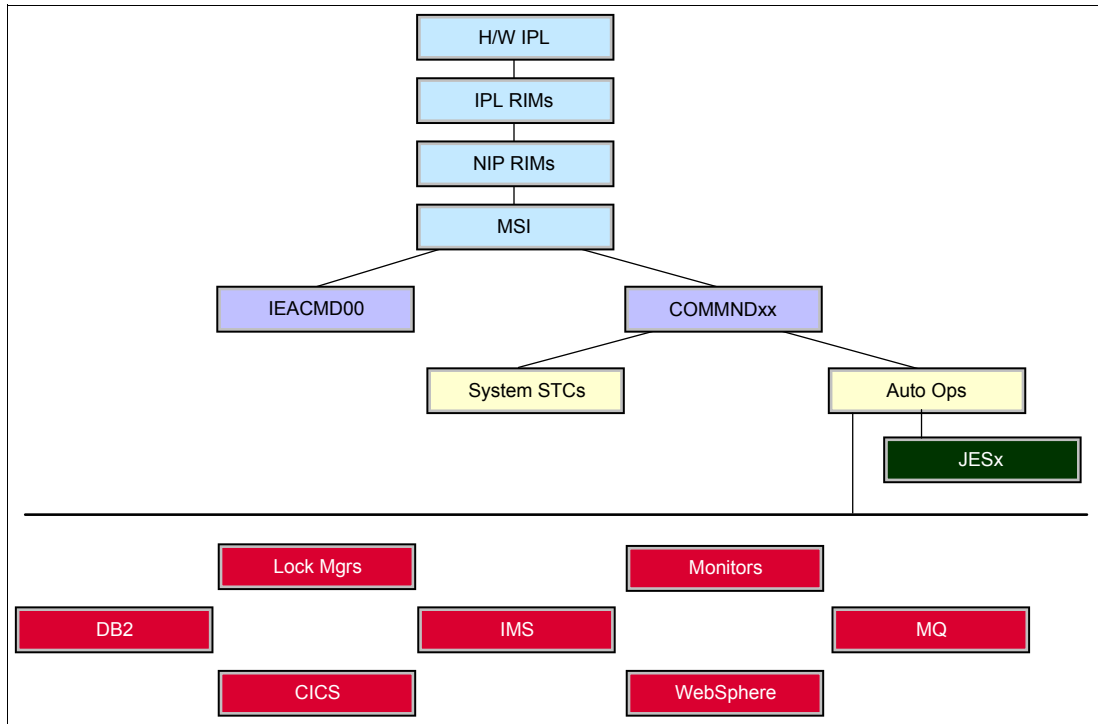 H/W IPL
IPL RIMs
NIP RIMs
MSI
IEACMD00
COMMNDxx
System STCs
Auto Ops
JESx
Lock Mgrs
Monitors
DB2
IMS
MQ
CICS
WebSphere